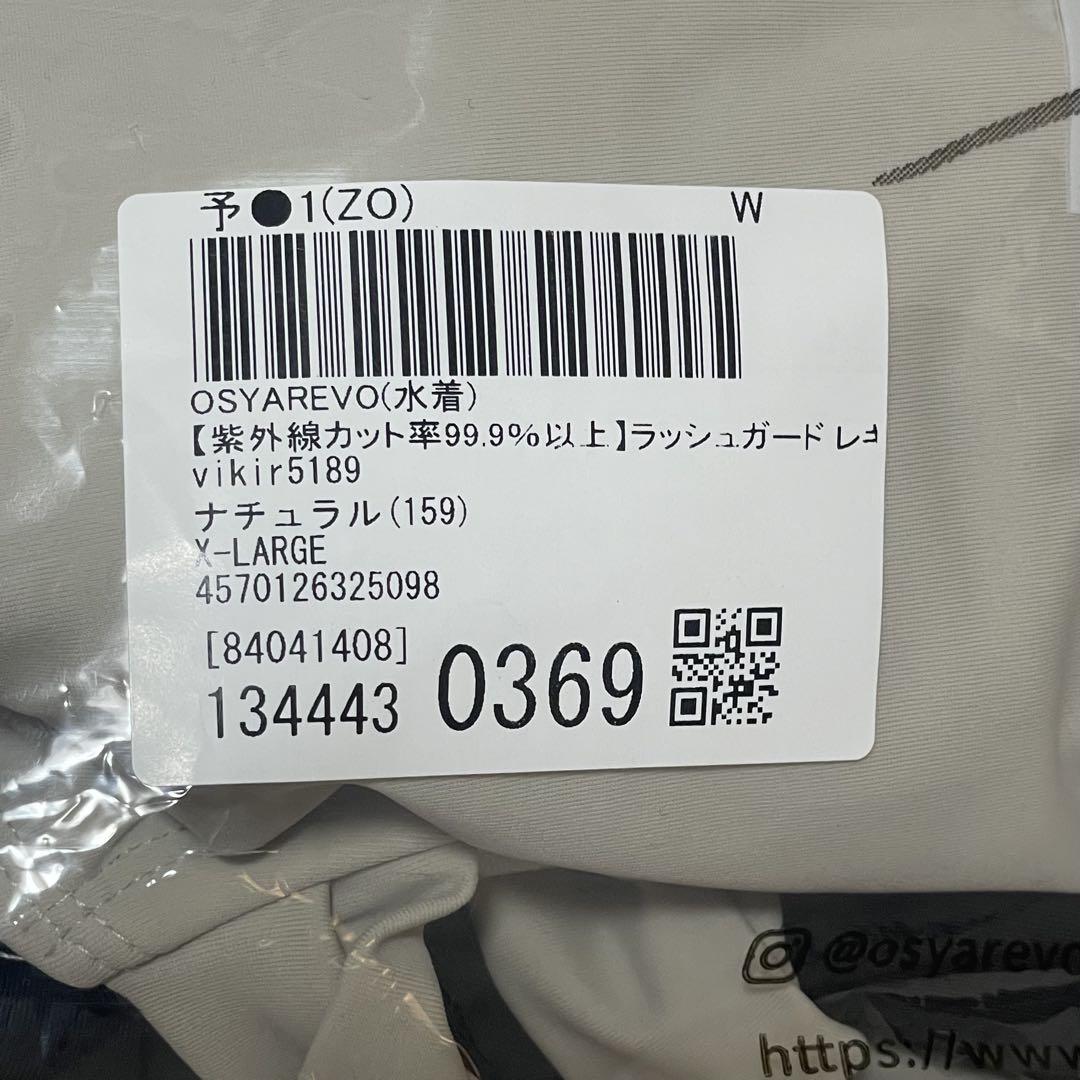 予●1(ZO) W
OSYAREVO(水着)
【紫外線カット率99.9%以上】ラッシュガード レ
vikir5189
ナチュラル(159)
X-LARGE
4570126325098
[84041408]
134443 0369
@osyarevo
https://www